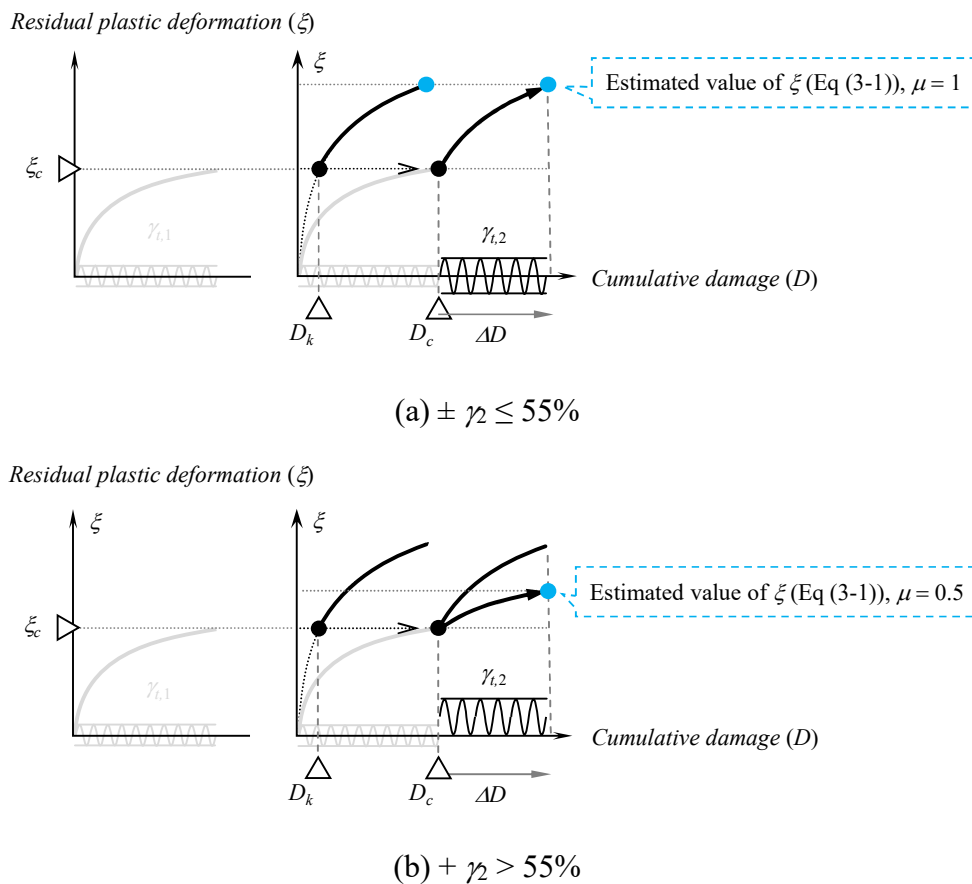 Residual plastic deformation (ξ)
ξ
Estimated value of ξ (Eq (3-1)), μ = 1
ξc
γt,1
γt,2
Cumulative damage (D)
Dk
Dc
ΔD
(a) ± γ2 ≤ 55%
Residual plastic deformation (ξ)
ξ
ξ
Estimated value of ξ (Eq (3-1)), μ = 0.5
ξc
γt,1
γt,2
Cumulative damage (D)
Dk
Dc
ΔD
(b) + γ2 > 55%